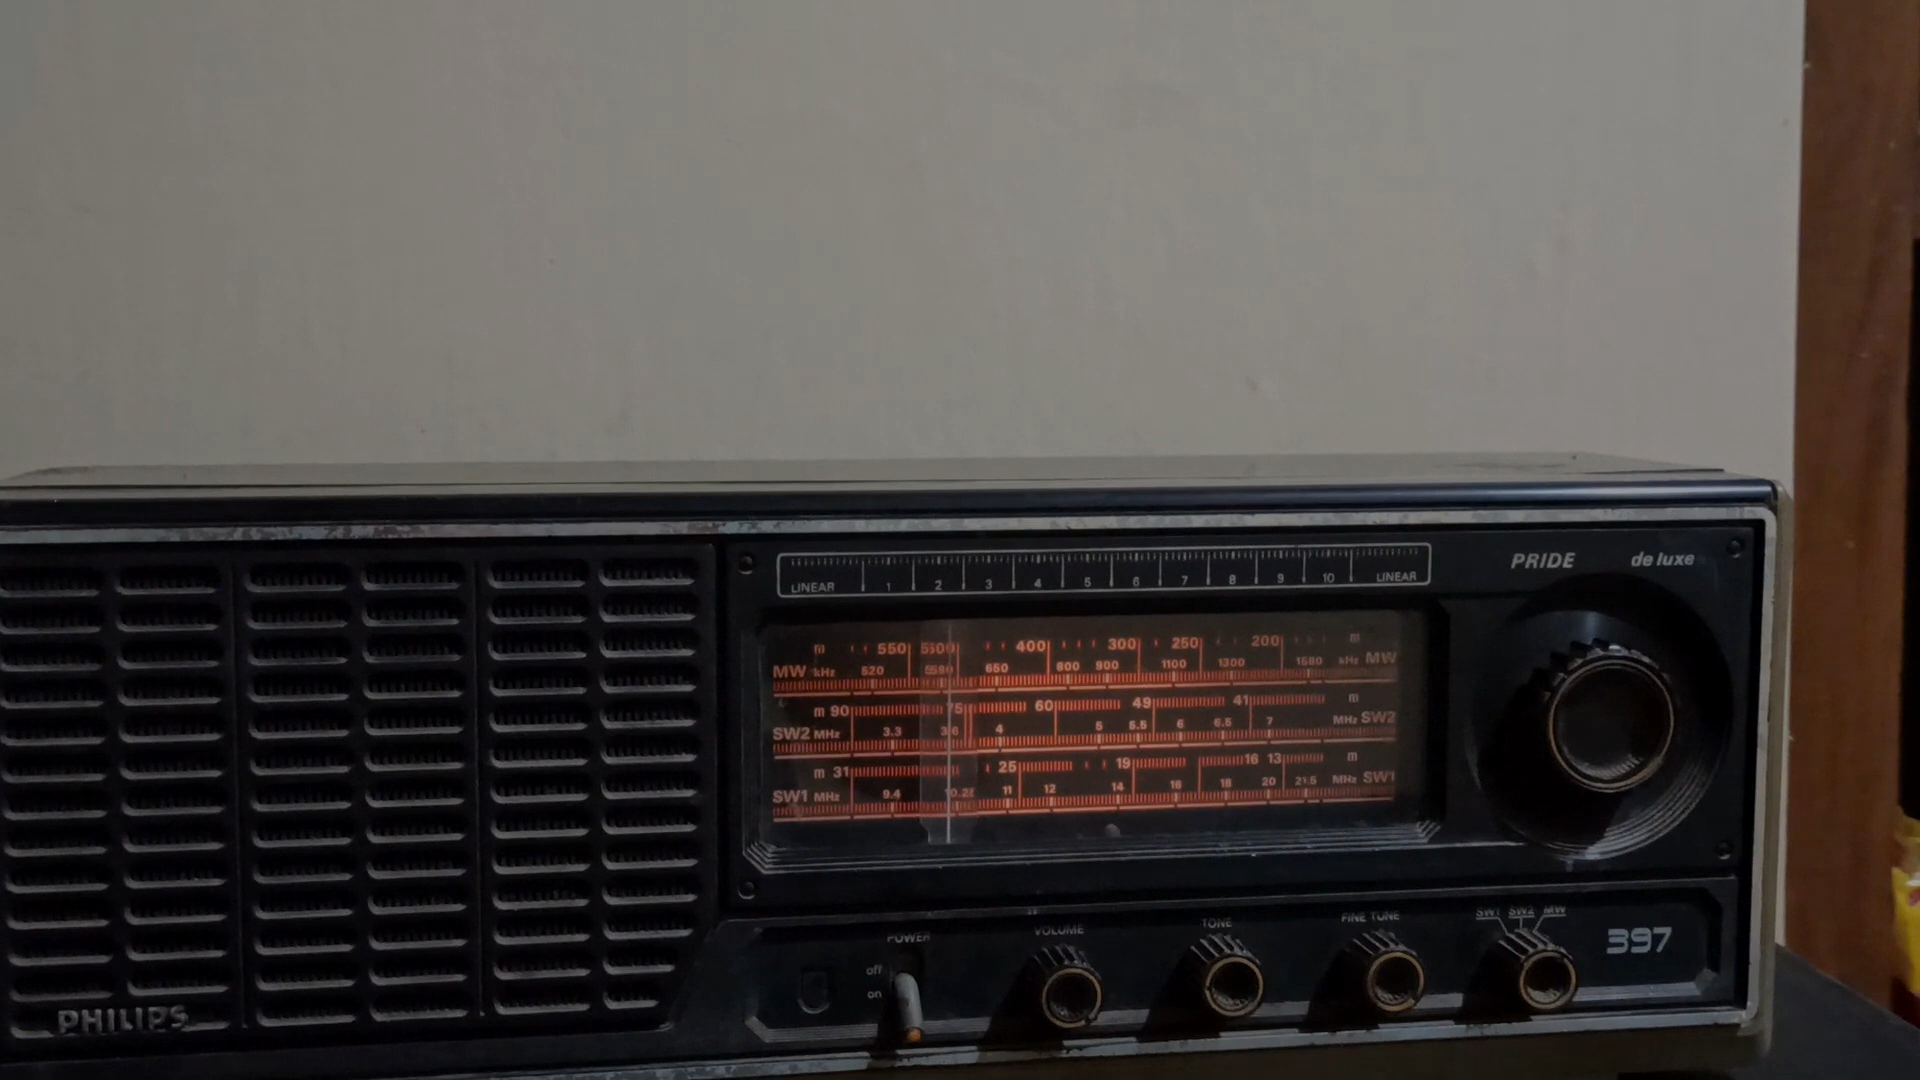 LINEAR 1 2 3 4 5 6 7 8 9 10 LINEAR
PRIDE de luxe
m 550 500 400 300 250 200 m
MW kHz 520 650 800 900 1100 1300 kHz MW
m 90 75 60 49 41 m
SW2 MHz 3.3 3.6 4 5 5.5 6 6.5 7 MHz SW2
m 31 25 19 16 13 m
SW1 MHz 9.4 11 12 14 16 18 20 21.5 MHz SW1
POWER VOLUME TONE FINE TUNE SW1 SW2 MW
off
on
397
PHILIPS